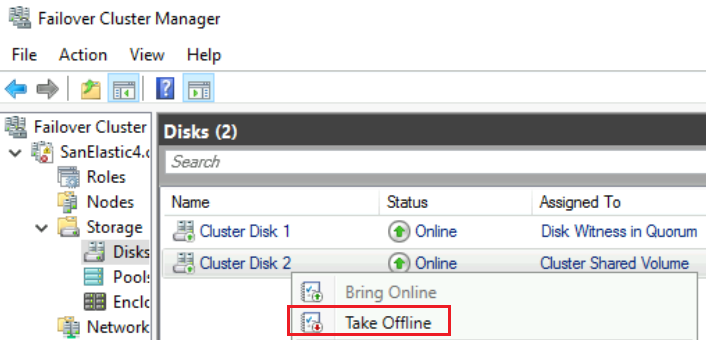 Failover Cluster Manager
File Action View Help
Failover Cluster
SanElastic4.
Roles
Nodes
Storage
Disks
Pools
Enclo
Network
Disks (2)
Search
Name Status Assigned To
Cluster Disk 1 Online Disk Witness in Quorum
Cluster Disk 2 Online Cluster Shared Volume
Bring Online
Take Offline